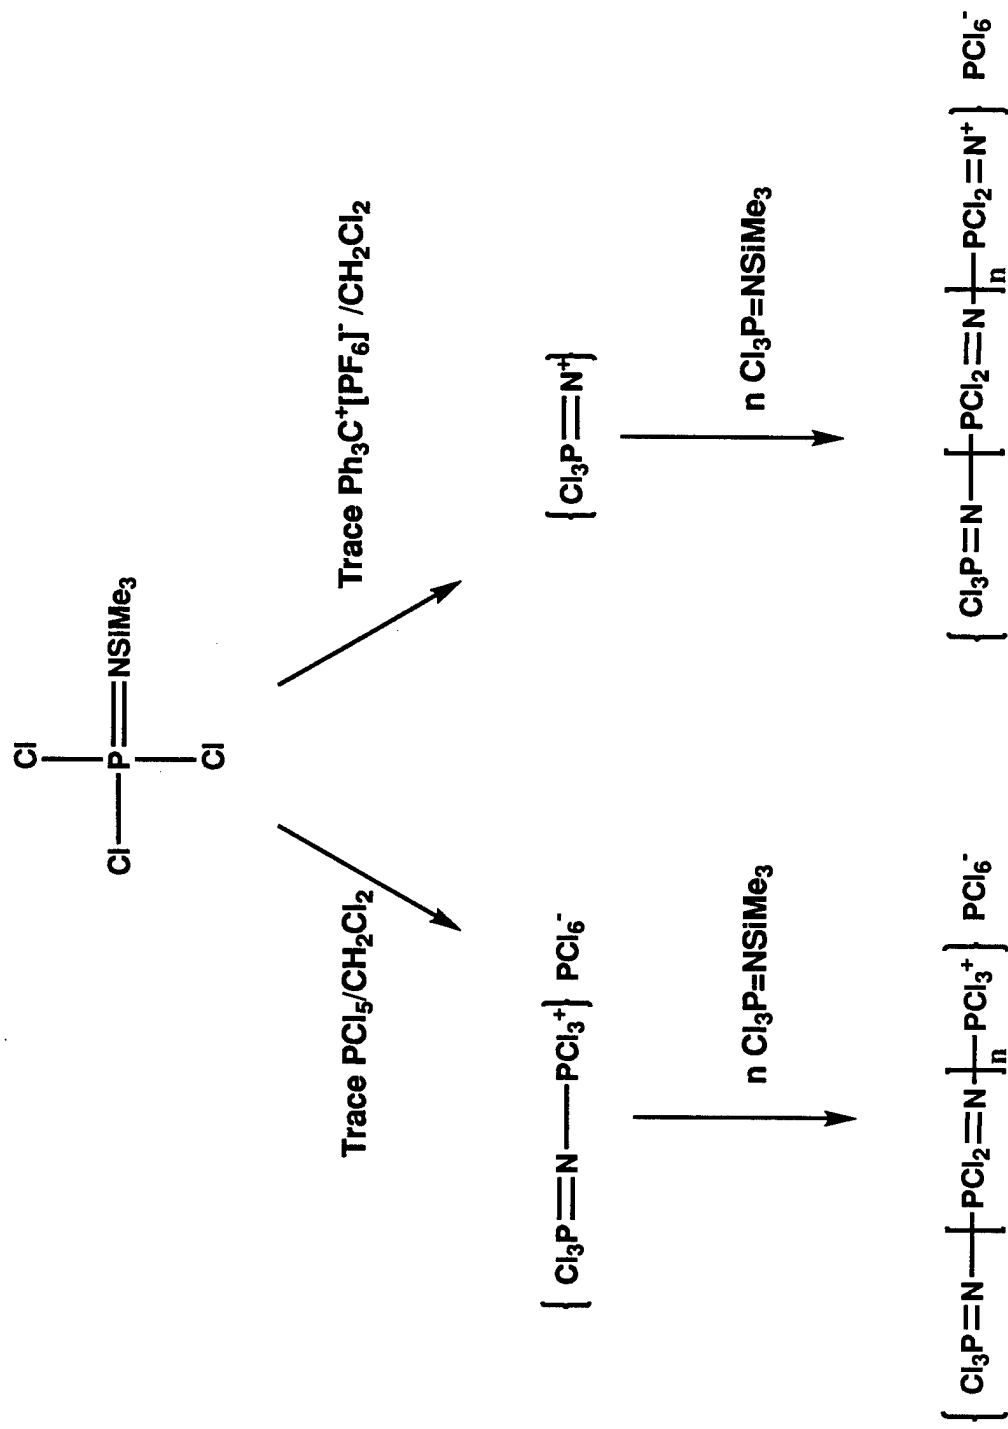 Cl
Cl—P=NSiMe3
Cl
Trace PCl5/CH2Cl2
Trace Ph3C+[PF6]- /CH2Cl2
{Cl3P=N—PCl3+} PCl6-
{Cl3P=N+}
n Cl3P=NSiMe3
n Cl3P=NSiMe3
{Cl3P=N—[PCl2=N]n—PCl3+} PCl6-
{Cl3P=N—[PCl2=N]n—PCl2=N+} PCl6-